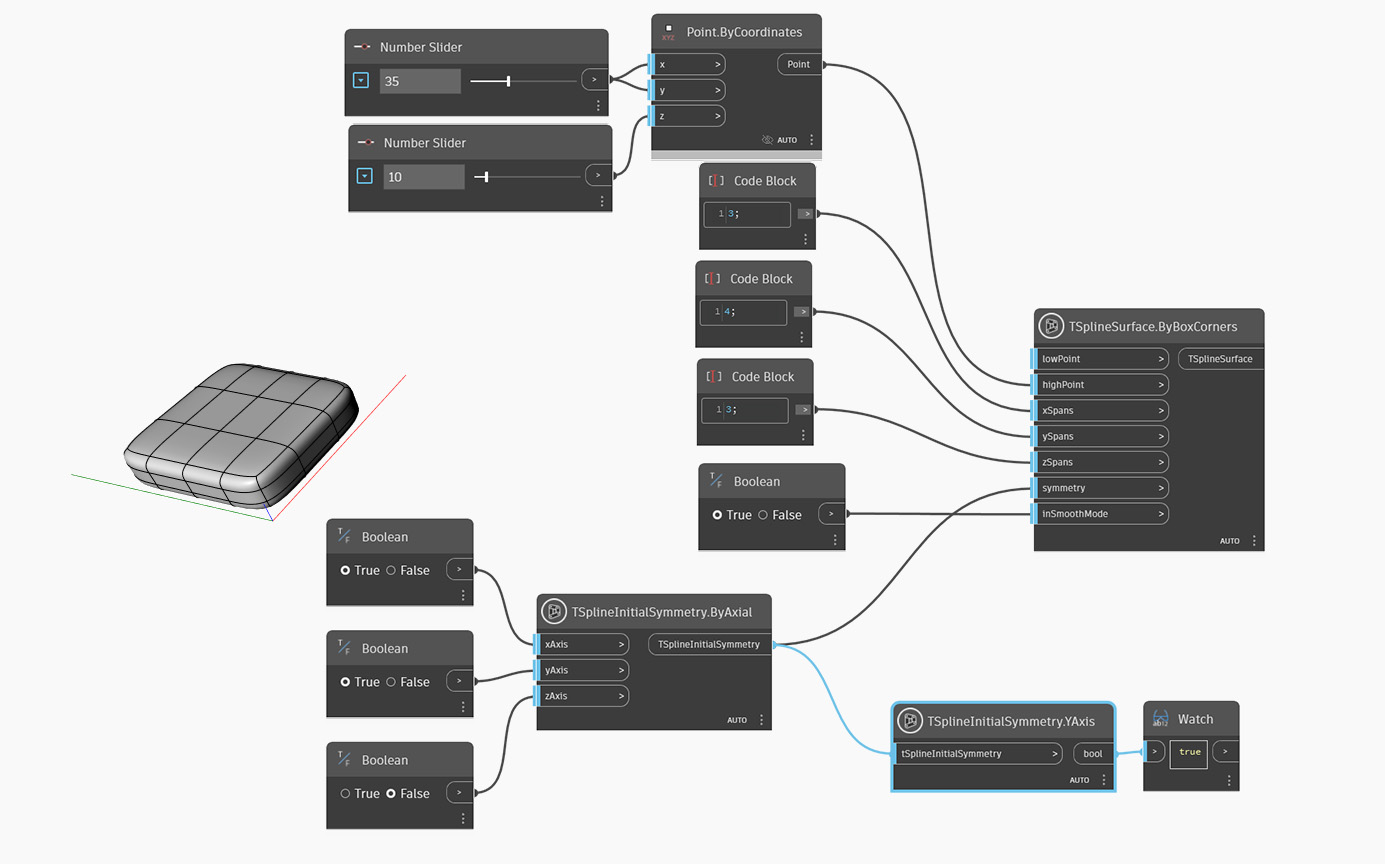 Number Slider
35
>
Number Slider
10
>
XYZ
Point.ByCoordinates
x >
Point
y >
z >
AUTO
[I] Code Block
1 3; >
[I] Code Block
1 4; >
[I] Code Block
1 3; >
T/F Boolean
True False >
TSplineSurface.ByBoxCorners
lowPoint >
TSplineSurface
highPoint >
xSpans >
ySpans >
zSpans >
symmetry >
inSmoothMode >
AUTO
T/F Boolean
True False >
T/F Boolean
True False >
T/F Boolean
True False >
TSplineInitialSymmetry.ByAxial
xAxis >
TSplineInitialSymmetry
yAxis >
zAxis >
AUTO
TSplineInitialSymmetry.YAxis
tSplineInitialSymmetry >
bool
AUTO
Watch
> true >